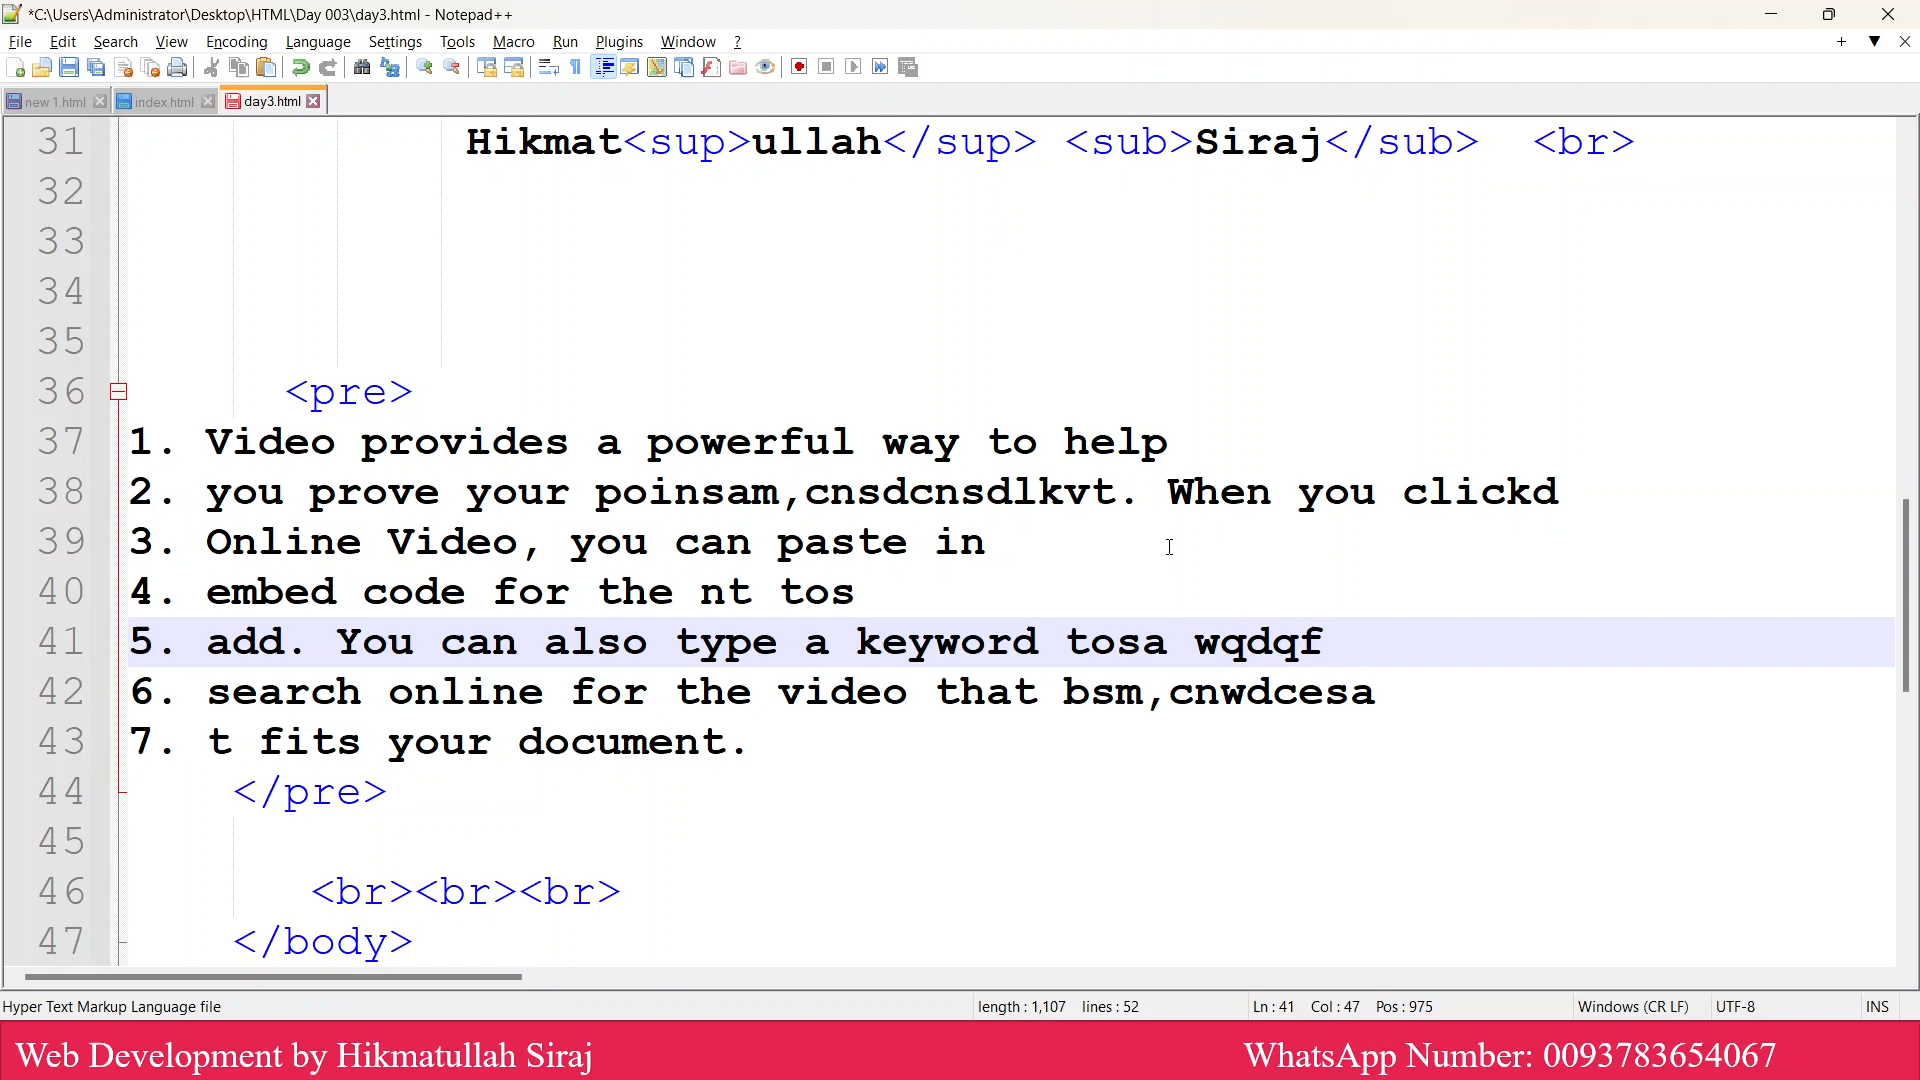 *C:\Users\Administrator\Desktop\HTML\Day 003\day3.html - Notepad++
File Edit Search View Encoding Language Settings Tools Macro Run Plugins Window ?
new 1.html index.html day3.html
31 Hikmat<sup>ullah</sup> <sub>Siraj</sub> <br>
32
33
34
35
36 <pre>
37 1. Video provides a powerful way to help
38 2. you prove your poinsam,cnsdcnsdlkvt. When you clickd
39 3. Online Video, you can paste in
40 4. embed code for the nt tos
41 5. add. You can also type a keyword tosa wqdqf
42 6. search online for the video that bsm,cnwdcesa
43 7. t fits your document.
44 </pre>
45
46 <br><br><br>
47 </body>
Hyper Text Markup Language file length : 1,107 lines : 52 Ln : 41 Col : 47 Pos : 975 Windows (CR LF) UTF-8 INS
Web Development by Hikmatullah Siraj WhatsApp Number: 0093783654067